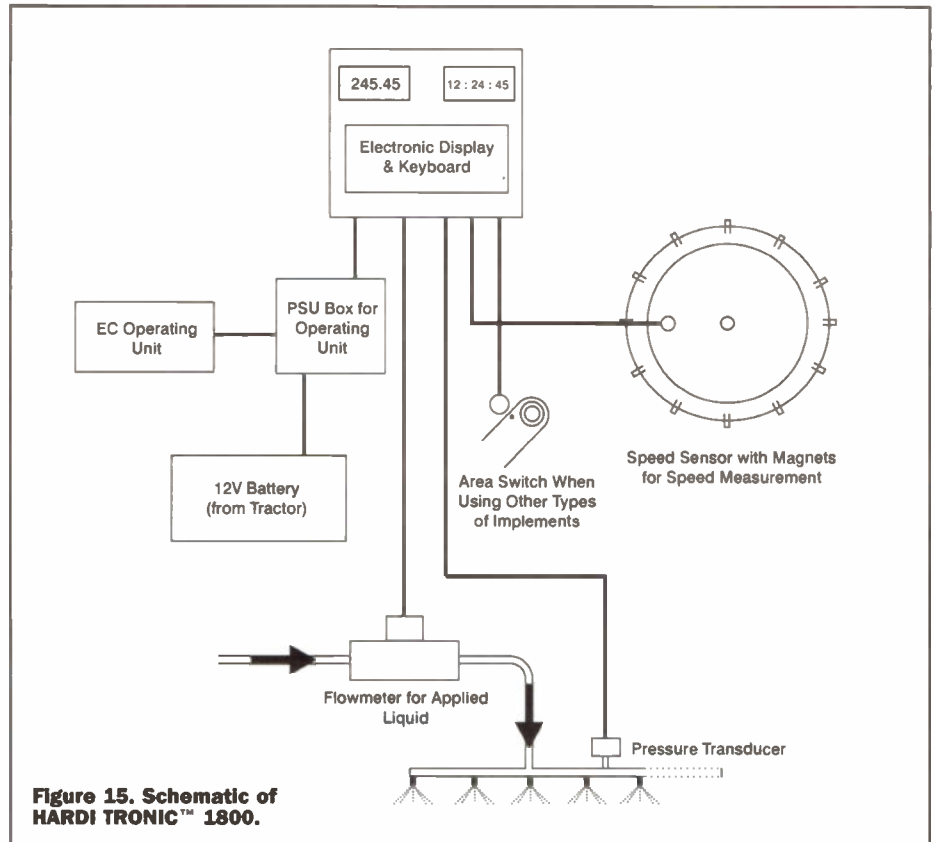 245.45
12 : 24 : 45
Electronic Display
& Keyboard
EC Operating
Unit
PSU Box for
Operating
Unit
12V Battery
(from Tractor)
Area Switch When
Using Other Types
of Implements
Speed Sensor with Magnets
for Speed Measurement
Flowmeter for Applied
Liquid
Pressure Transducer
Figure 15. Schematic of
HARDI TRONIC™ 1800.